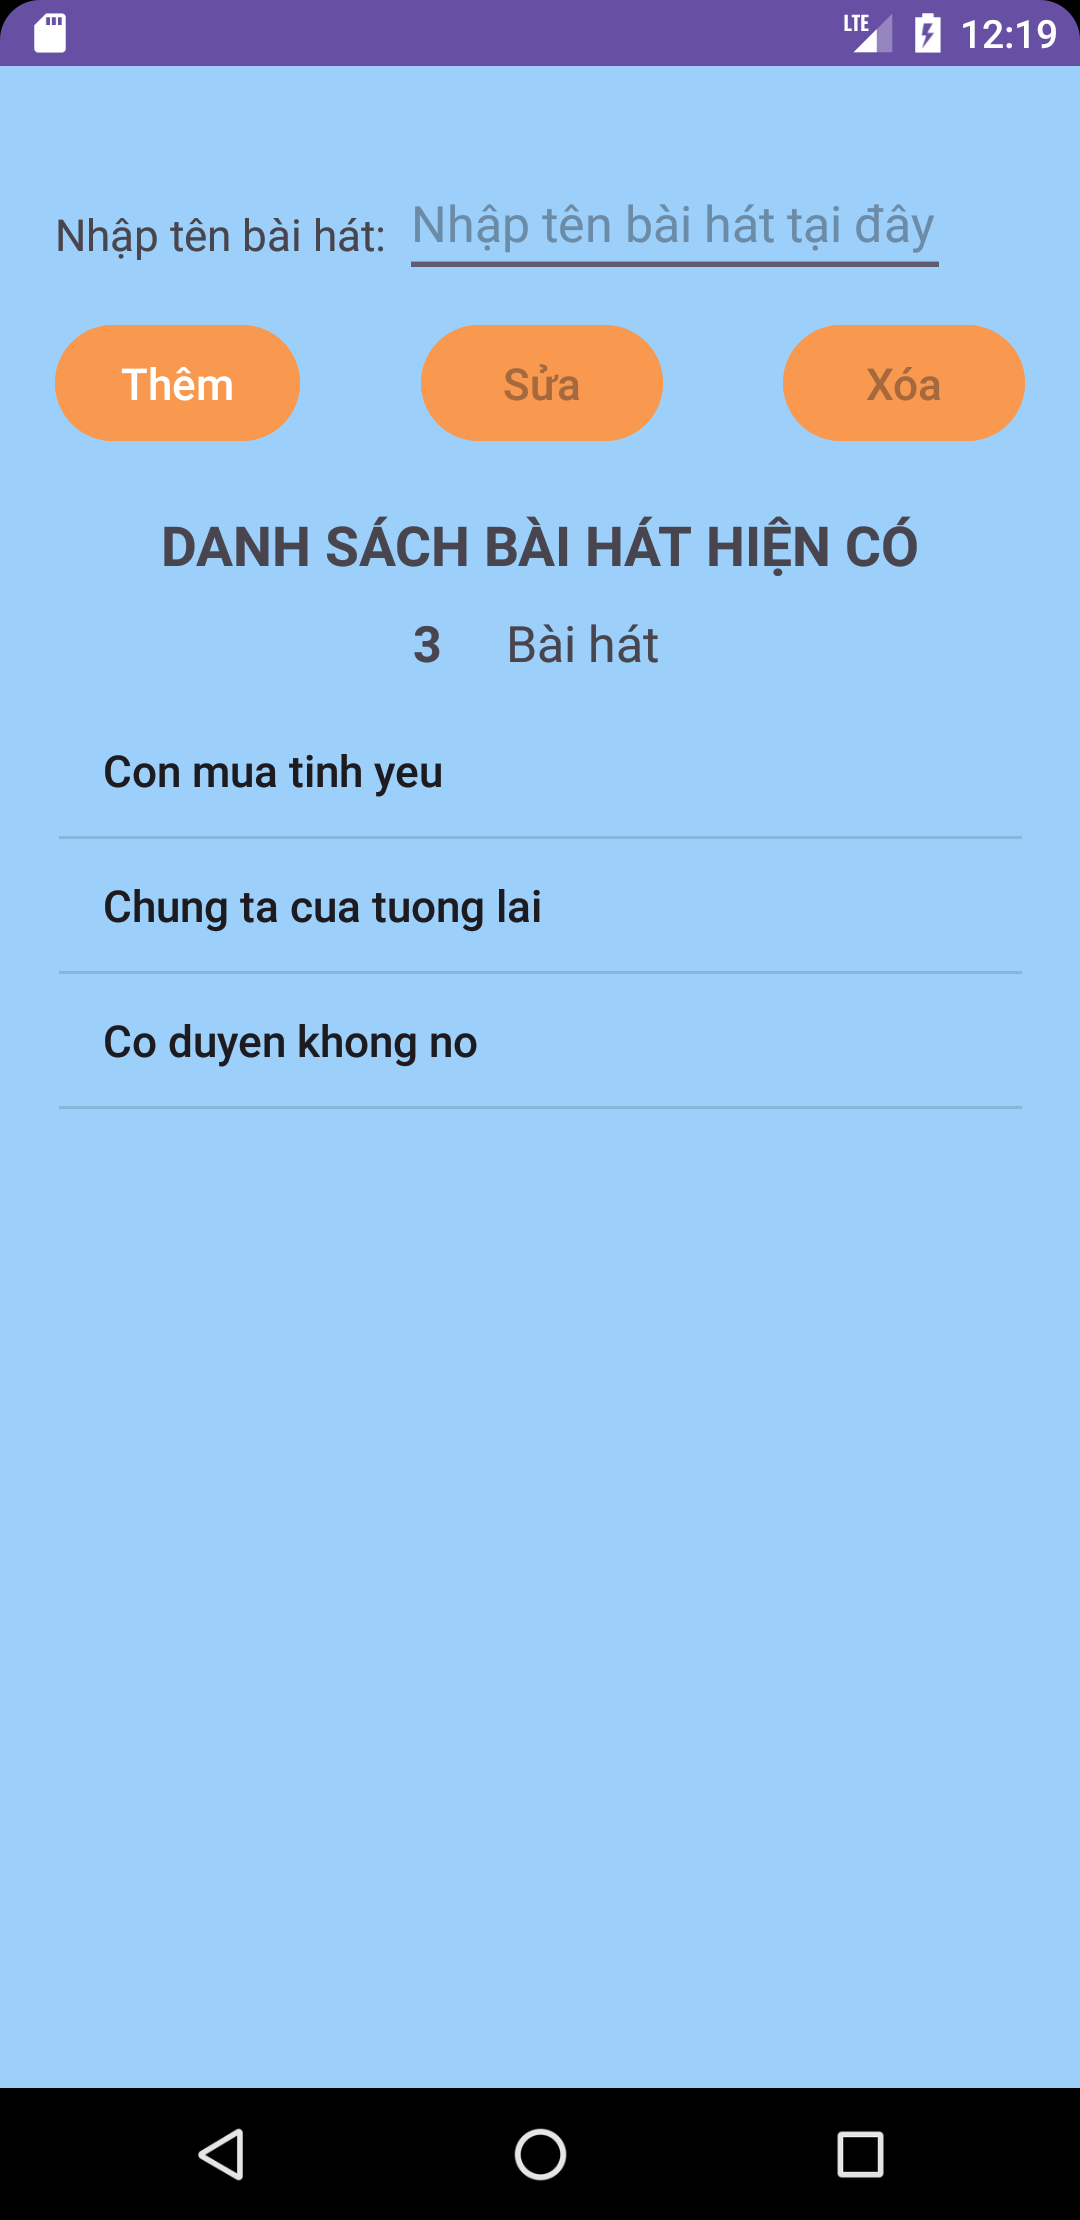 LTE 12:19
Nhập tên bài hát: Nhập tên bài hát tại đây
Thêm Sửa Xóa
DANH SÁCH BÀI HÁT HIỆN CÓ
3 Bài hát
Con mua tinh yeu
Chung ta cua tuong lai
Co duyen khong no